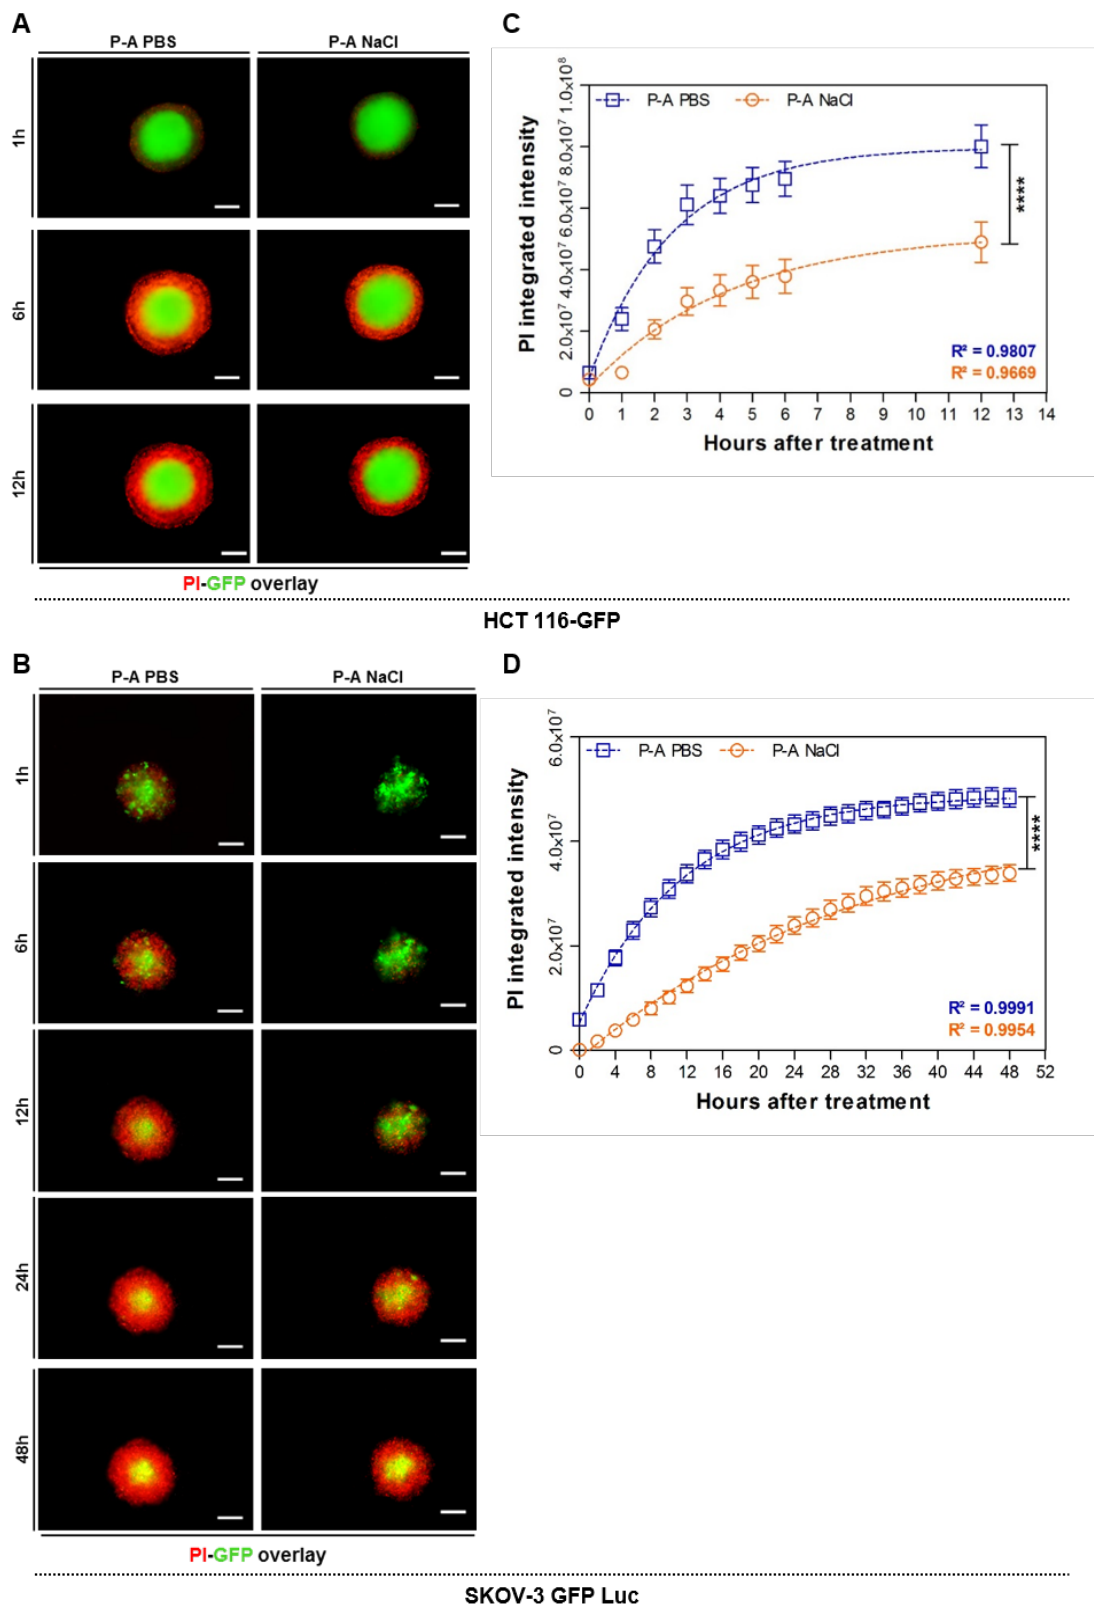 A
P-A PBS P-A NaCl
1h
6h
12h
PI-GFP overlay
C
P-A PBS P-A NaCl
PI integrated intensity
1.0x10⁸
8.0x10⁷
6.0x10⁷
4.0x10⁷
2.0x10⁷
0
****
R² = 0.9807
R² = 0.9669
0 1 2 3 4 5 6 7 8 9 10 11 12 13 14
Hours after treatment
HCT 116-GFP
B
P-A PBS P-A NaCl
1h
6h
12h
24h
48h
PI-GFP overlay
D
P-A PBS P-A NaCl
PI integrated intensity
6.0x10⁷
4.0x10⁷
2.0x10⁷
0
****
R² = 0.9991
R² = 0.9954
0 4 8 12 16 20 24 28 32 36 40 44 48 52
Hours after treatment
SKOV-3 GFP Luc